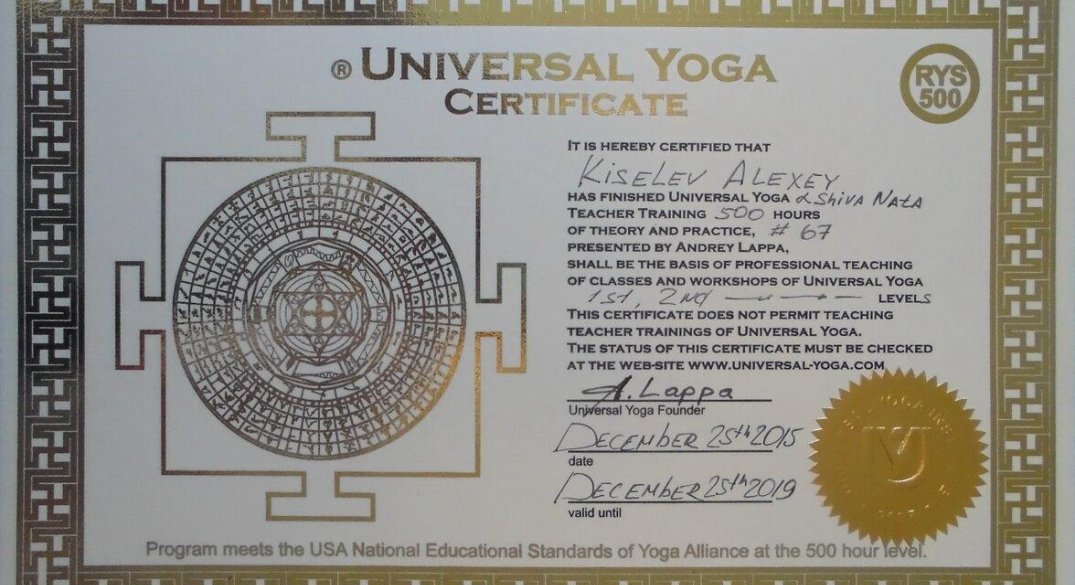 ® Universal Yoga
Certificate
RYS
500
It is hereby certified that
Kiselev Alexey
has finished Universal Yoga & Shiva Nata
Teacher Training 500 hours
of theory and practice, # 67
presented by Andrey Lappa,
shall be the basis of professional teaching
of classes and workshops of Universal Yoga
1st, 2nd levels
This certificate does not permit teaching
teacher trainings of Universal Yoga.
The status of this certificate must be checked
at the web-site www.universal-yoga.com
A. Lappa
Universal Yoga Founder
December 25th 2015
date
December 25th 2019
valid until
Program meets the USA National Educational Standards of Yoga Alliance at the 500 hour level.